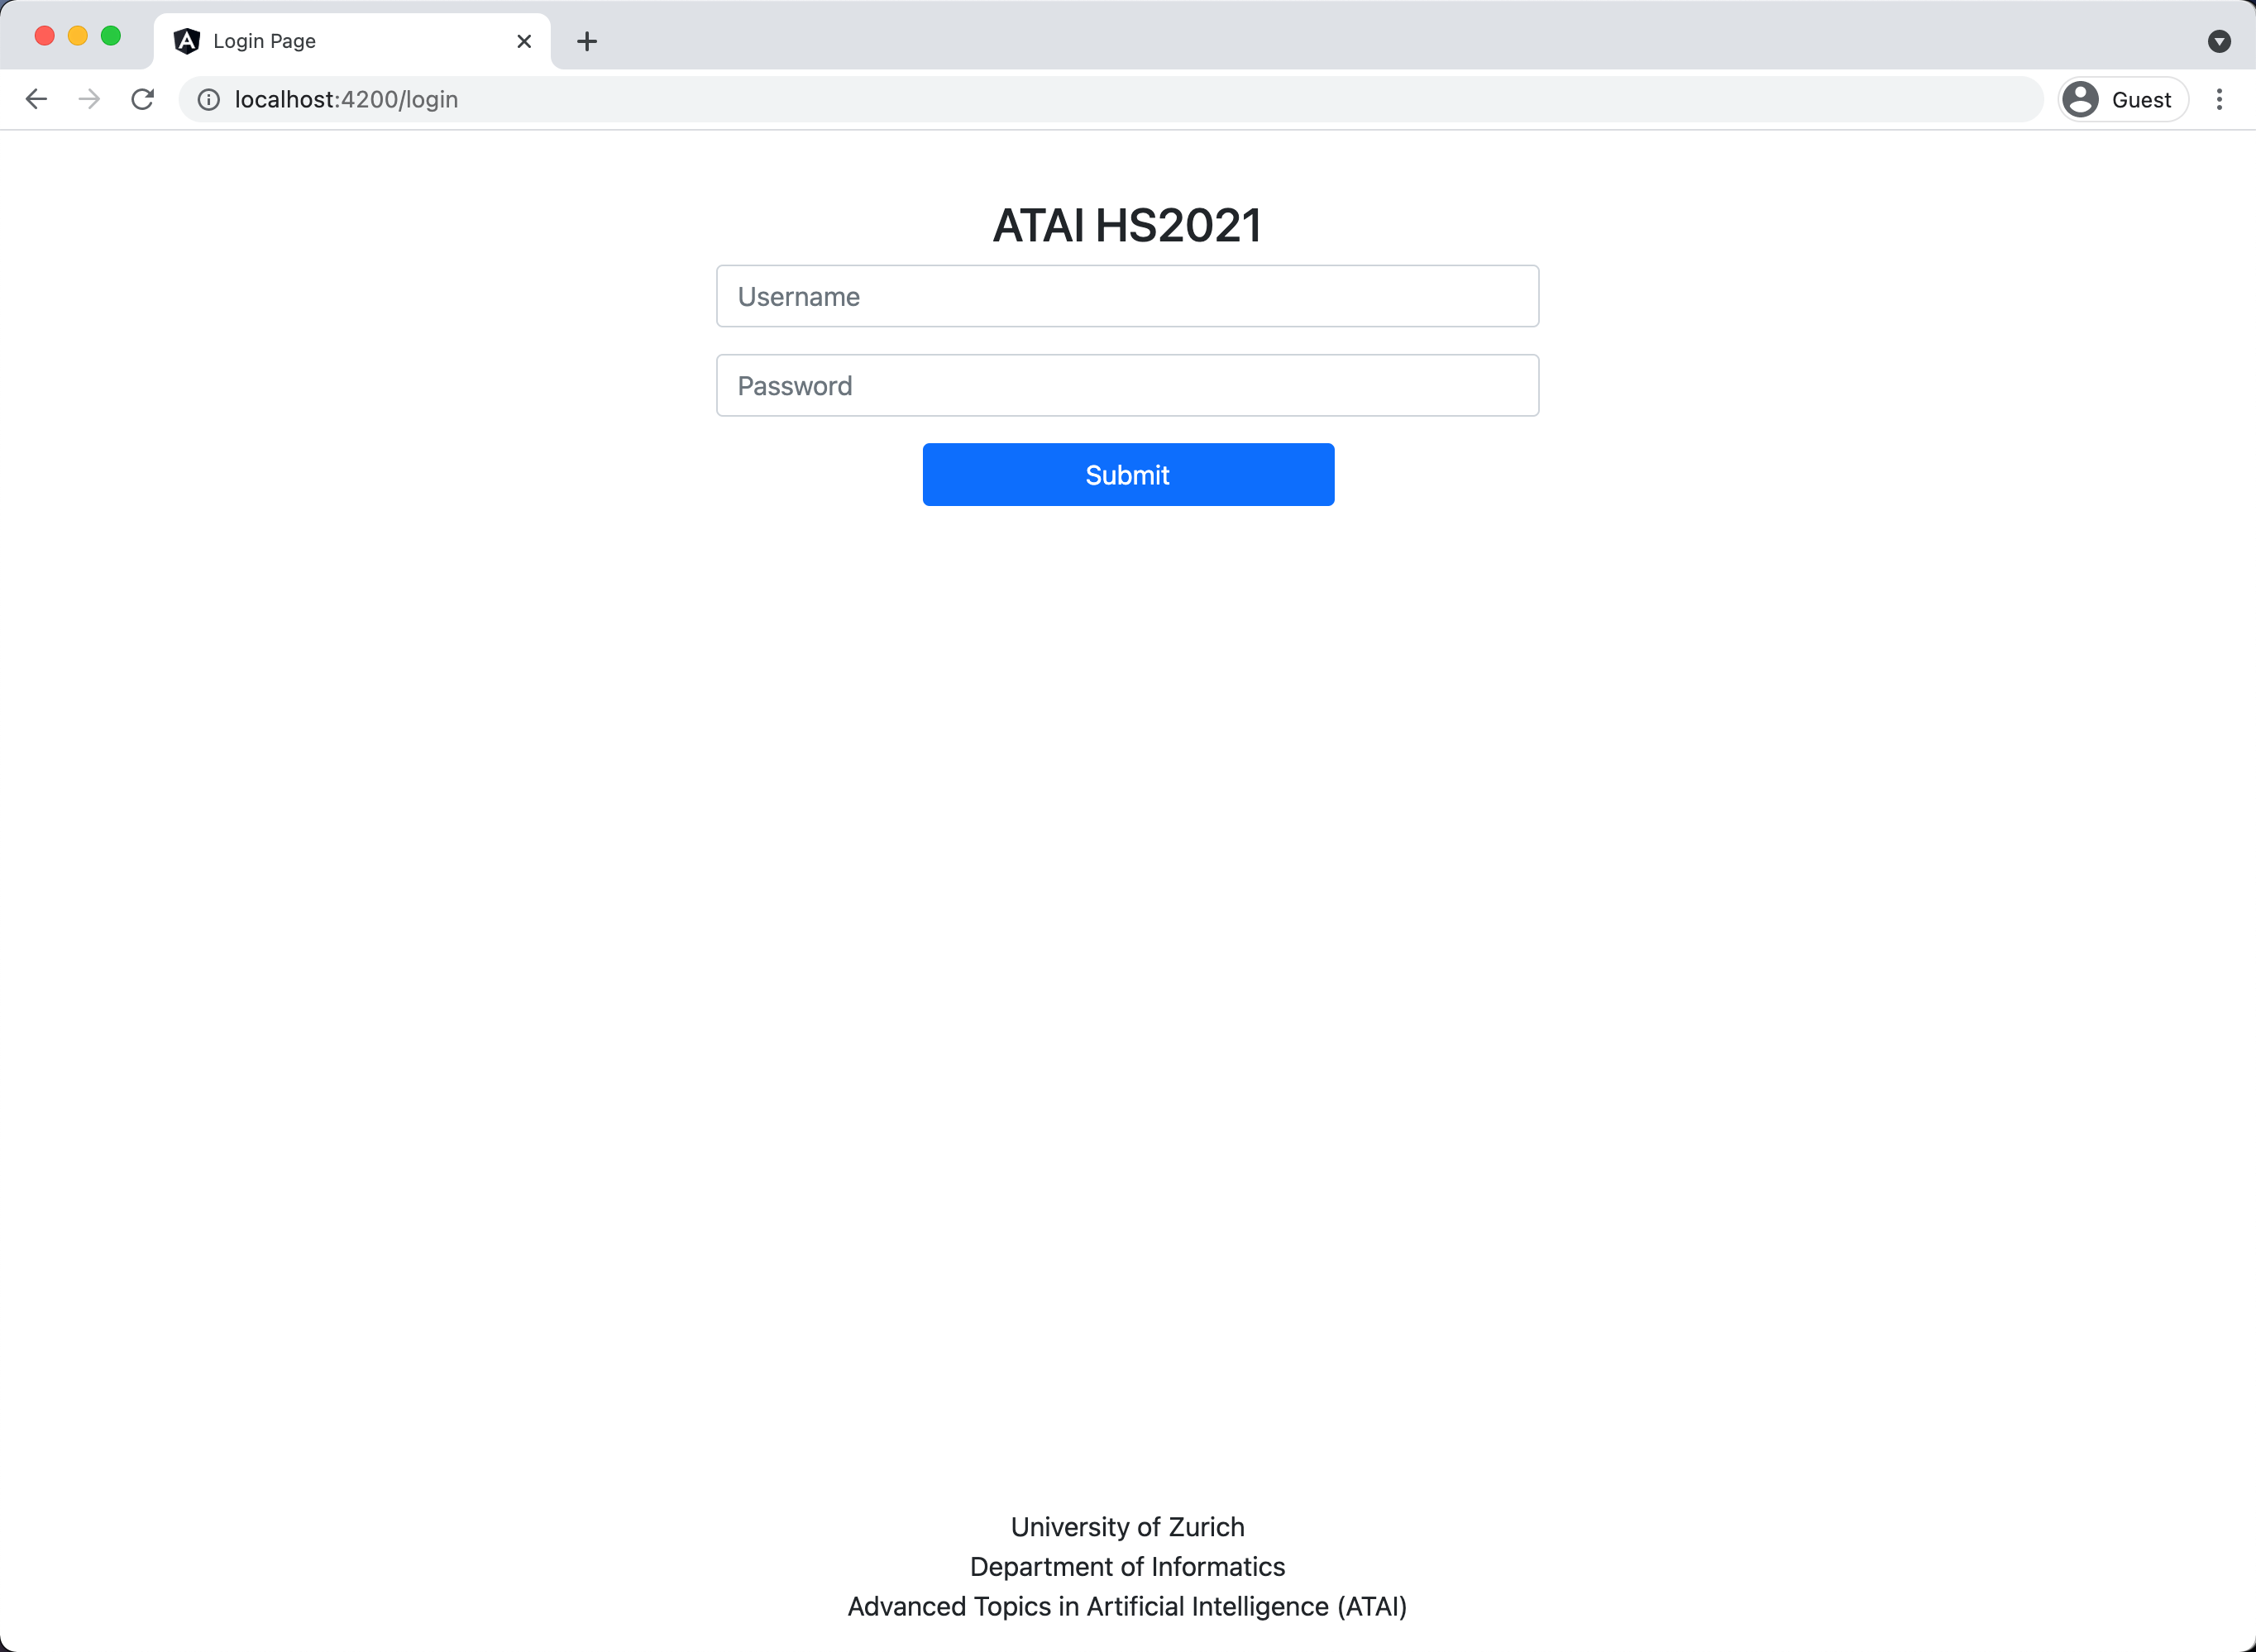 Login Page
localhost:4200/login
Guest
ATAI HS2021
Username
Password
Submit
University of Zurich
Department of Informatics
Advanced Topics in Artificial Intelligence (ATAI)